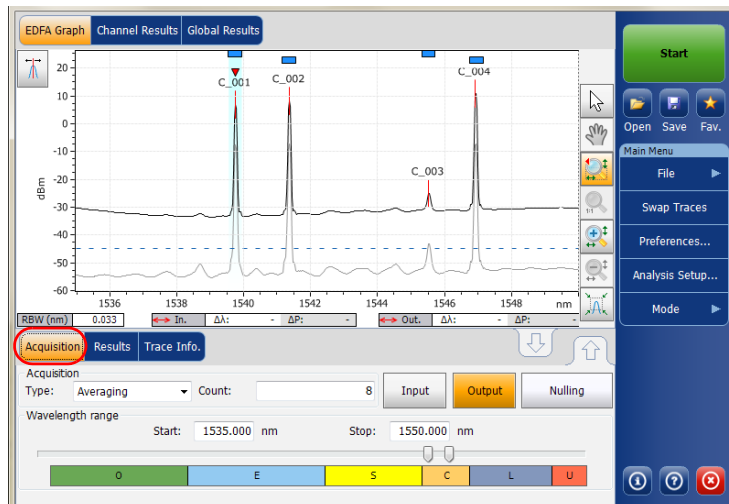 EDFA Graph Channel Results Global Results
Start
Open Save Fav.
Main Menu
File
Swap Traces
Preferences...
Analysis Setup...
Mode
C_001 C_002 C_003 C_004
dBm
20
10
0
-10
-20
-30
-40
-50
-60
1536 1538 1540 1542 1544 1546 1548 nm
1:1
RBW (nm) 0.033 In. Δλ: - ΔP: - Out. Δλ: - ΔP: -
Acquisition Results Trace Info.
Acquisition
Type: Averaging Count: 8 Input Output Nulling
Wavelength range
Start: 1535.000 nm Stop: 1550.000 nm
O E S C L U